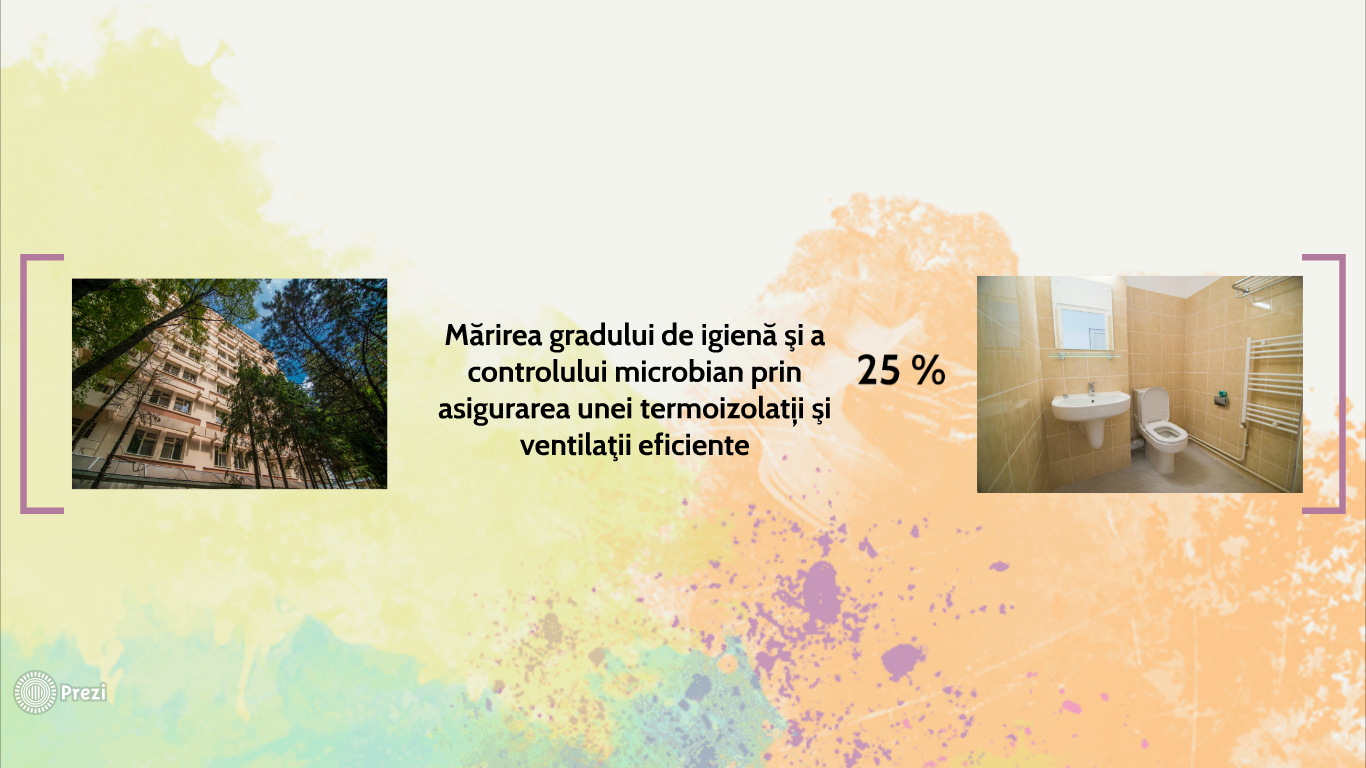 Mărirea gradului de igienă şi a
controlului microbian prin
asigurarea unei termoizolații şi
ventilaţii eficiente
25 %
Prezi